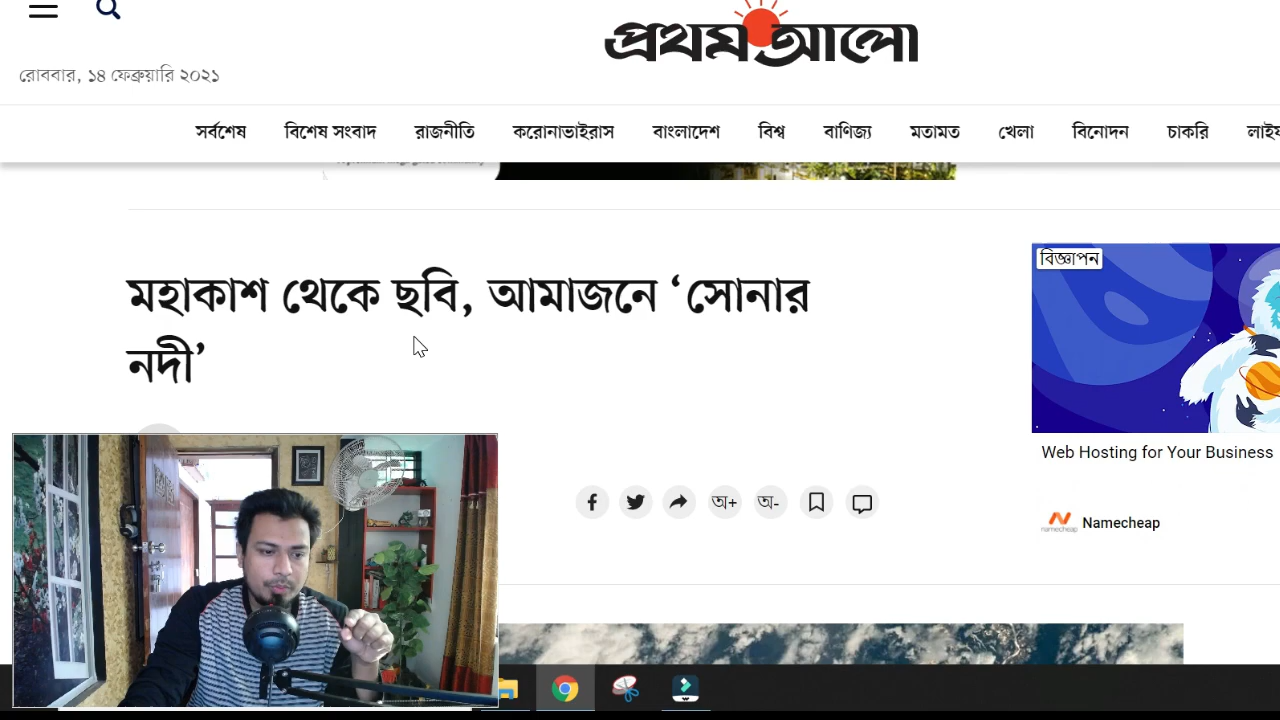 প্রথম আলো
রোববার, ১৪ ফেব্রুয়ারি ২০২১
সর্বশেষ বিশেষ সংবাদ রাজনীতি করোনাভাইরাস বাংলাদেশ বিশ্ব বাণিজ্য মতামত খেলা বিনোদন চাকরি
মহাকাশ থেকে ছবি, আমাজনে ‘সোনার
নদী’
অ+ অ-
বিজ্ঞাপন
Web Hosting for Your Business
namecheap Namecheap